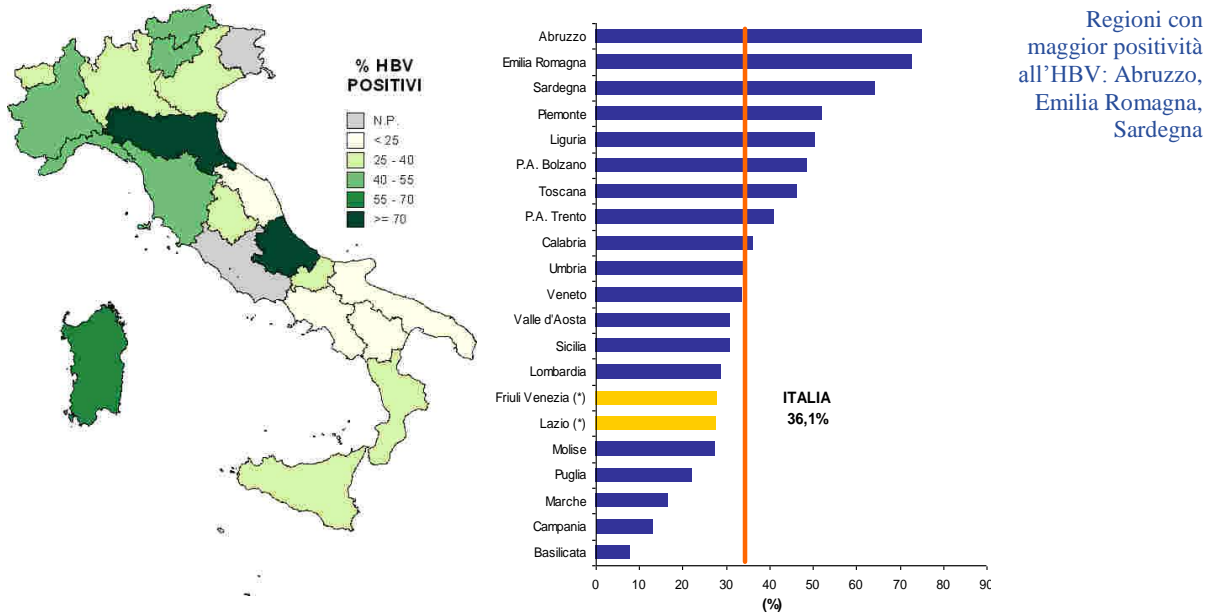 % HBV
POSITIVI
N.P.
< 25
25 - 40
40 - 55
55 - 70
>= 70
Abruzzo
Emilia Romagna
Sardegna
Piemonte
Liguria
P.A. Bolzano
Toscana
P.A. Trento
Calabria
Umbria
Veneto
Valle d'Aosta
Sicilia
Lombardia
Friuli Venezia (*)
Lazio (*)
Molise
Puglia
Marche
Campania
Basilicata
ITALIA
36,1%
0 10 20 30 40 50 60 70 80 90
(%)
Regioni con
maggior positività
all’HBV: Abruzzo,
Emilia Romagna,
Sardegna